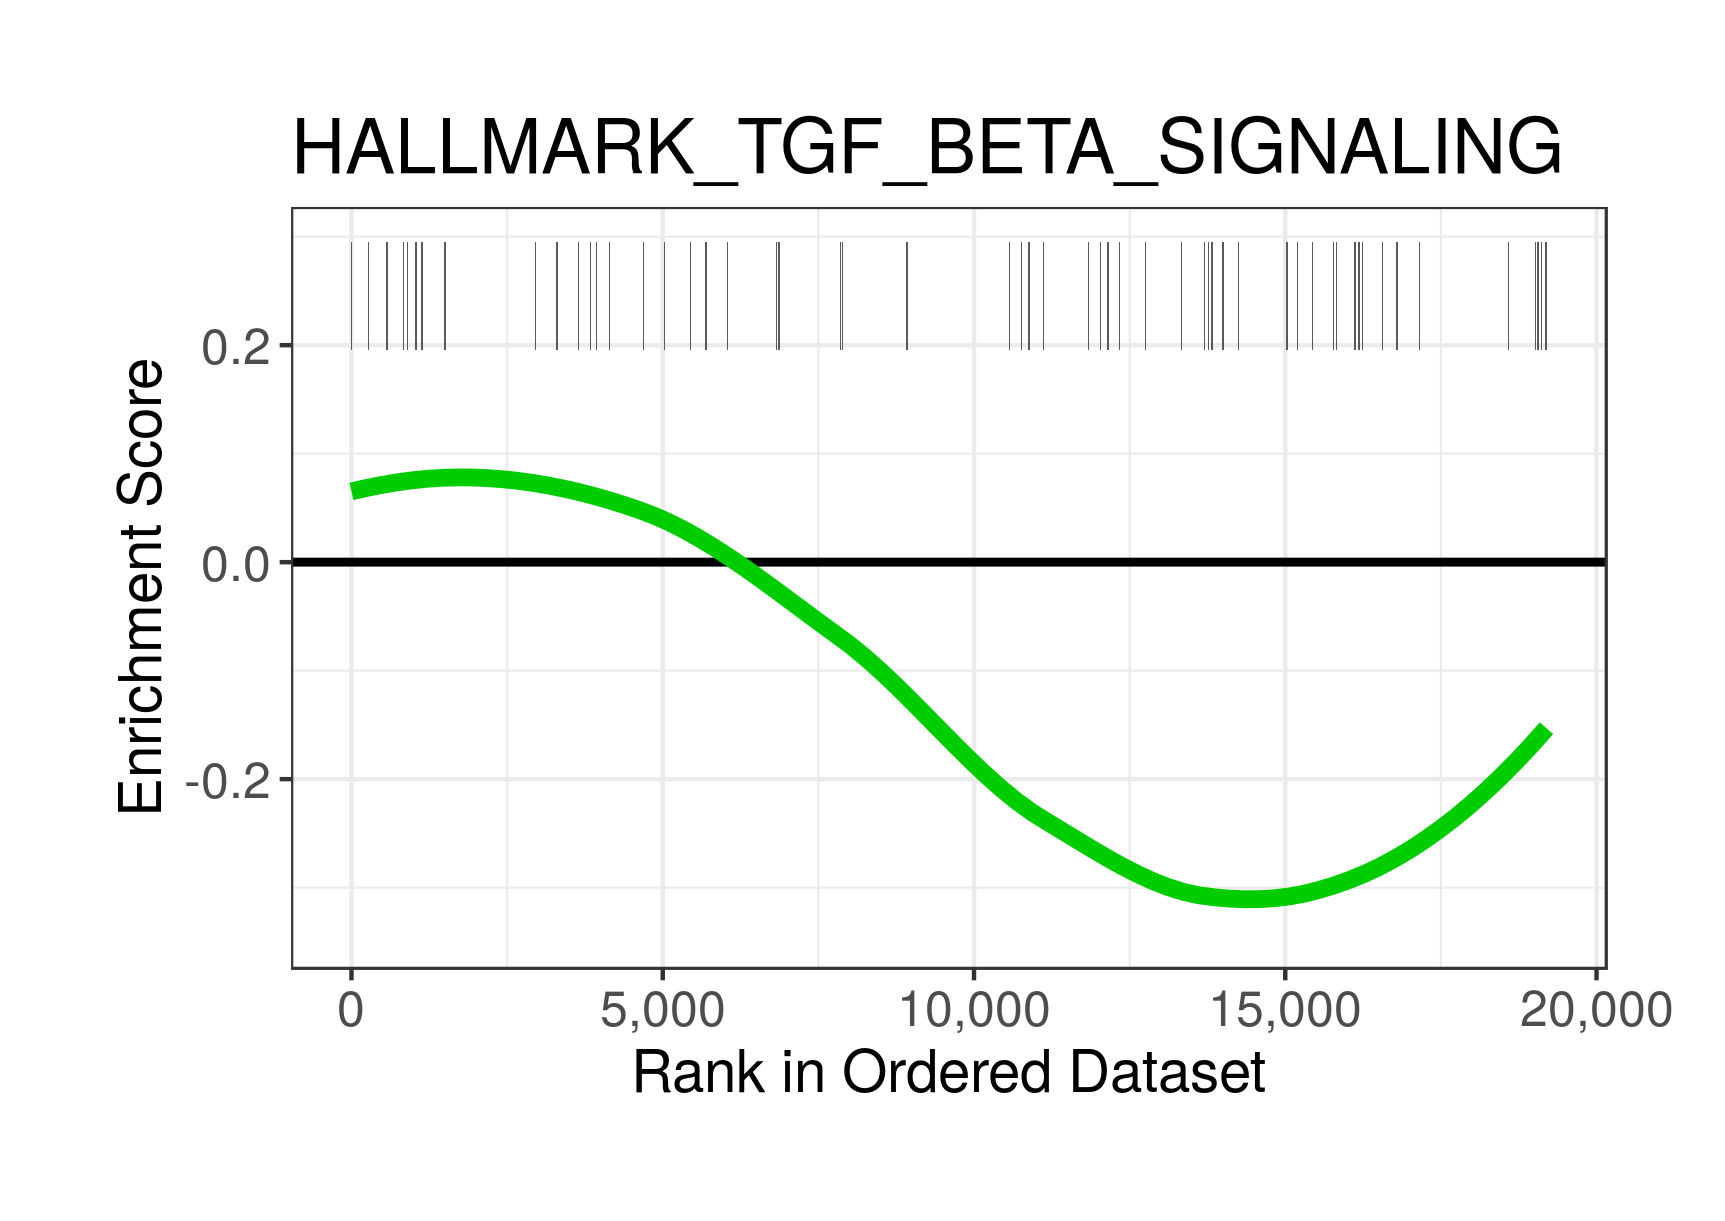 HALLMARK_TGF_BETA_SIGNALING
Enrichment Score
0.2
0.0
-0.2
0
5,000
10,000
15,000
20,000
Rank in Ordered Dataset